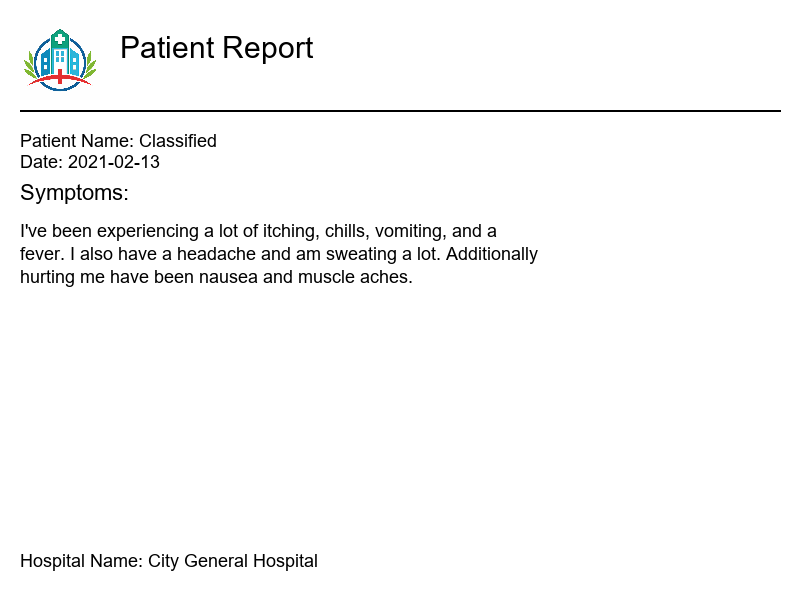 Patient Report
Patient Name: Classified
Date: 2021-02-13
Symptoms:
I've been experiencing a lot of itching, chills, vomiting, and a
fever. I also have a headache and am sweating a lot. Additionally
hurting me have been nausea and muscle aches.
Hospital Name: City General Hospital